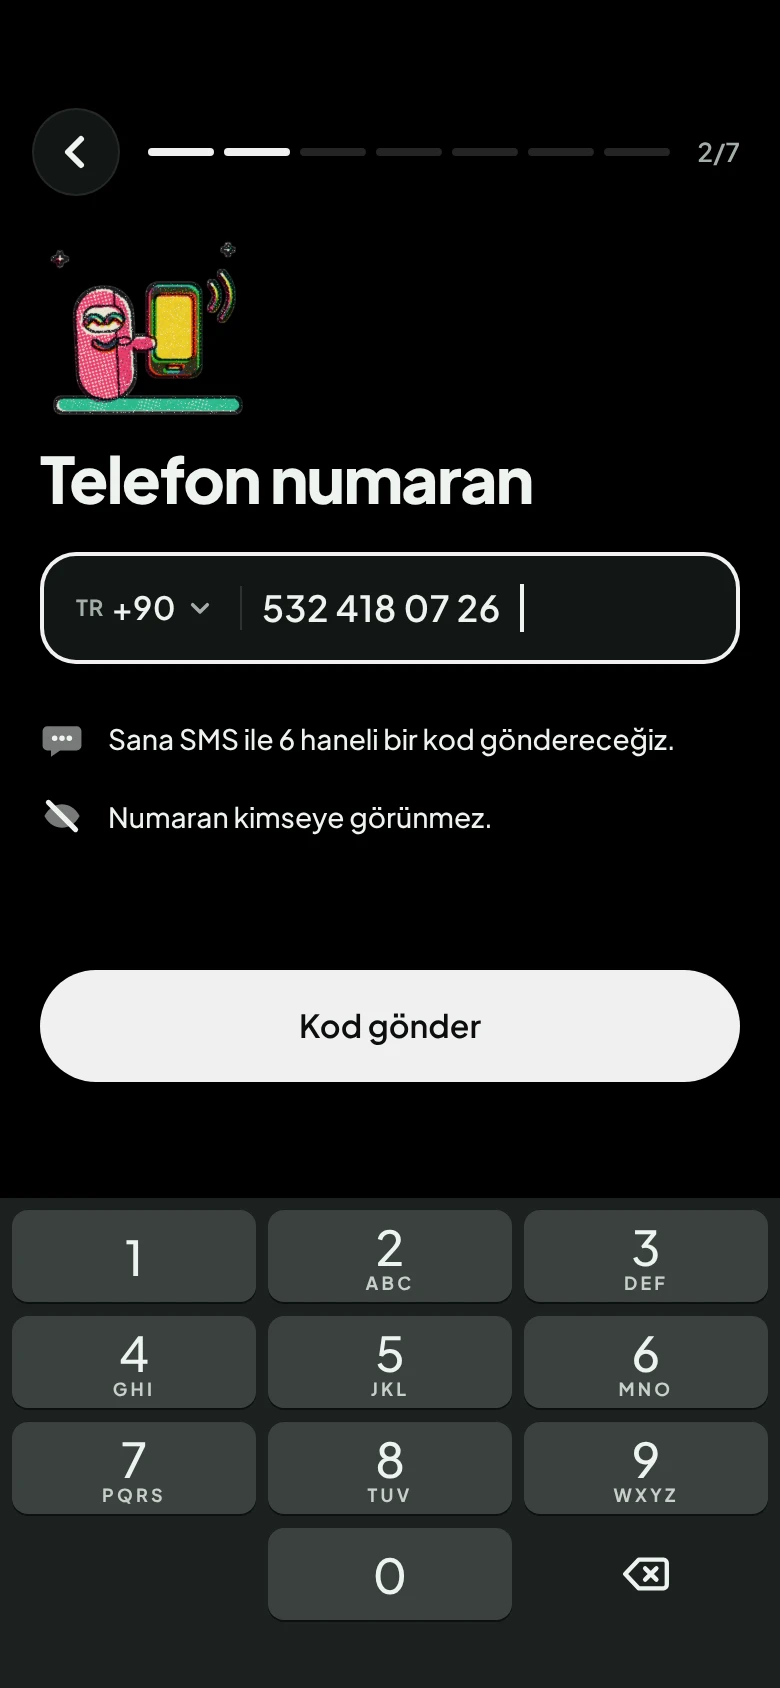 2/7
Telefon numaran
TR +90 532 418 07 26
Sana SMS ile 6 haneli bir kod göndereceğiz.
Numaran kimseye görünmez.
Kod gönder
1
2
ABC
3
DEF
4
GHI
5
JKL
6
MNO
7
PQRS
8
TUV
9
WXYZ
0